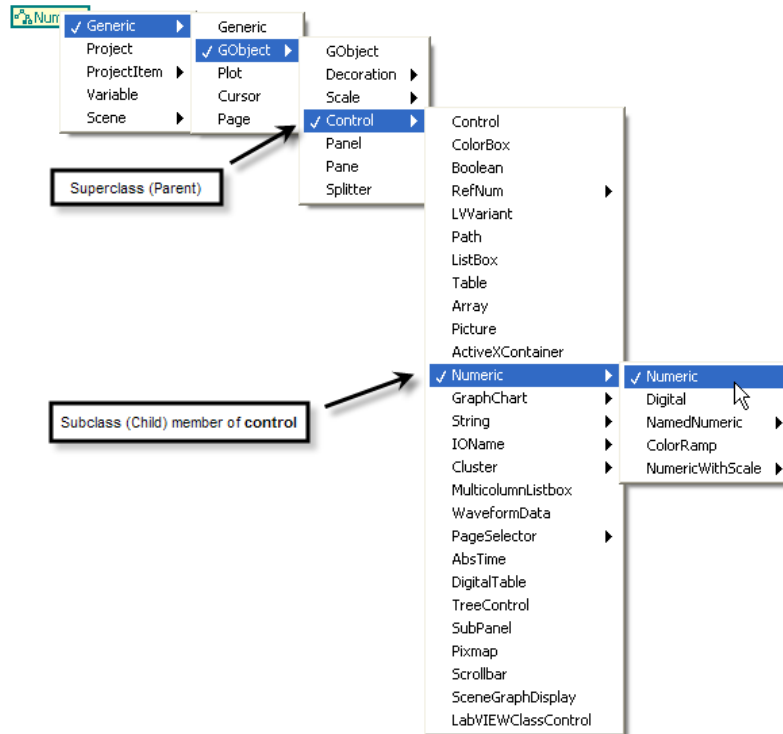 Num
Generic
Project
ProjectItem
Variable
Scene
Generic
GObject
Plot
Cursor
Page
GObject
Decoration
Scale
Control
Panel
Pane
Splitter
Superclass (Parent)
Control
ColorBox
Boolean
RefNum
LVVariant
Path
ListBox
Table
Array
Picture
ActiveXContainer
Numeric
GraphChart
String
IOName
Cluster
MulticolumnListbox
WaveformData
PageSelector
AbsTime
DigitalTable
TreeControl
SubPanel
Pixmap
Scrollbar
SceneGraphDisplay
LabVIEWClassControl
Subclass (Child) member of control
Numeric
Digital
NamedNumeric
ColorRamp
NumericWithScale